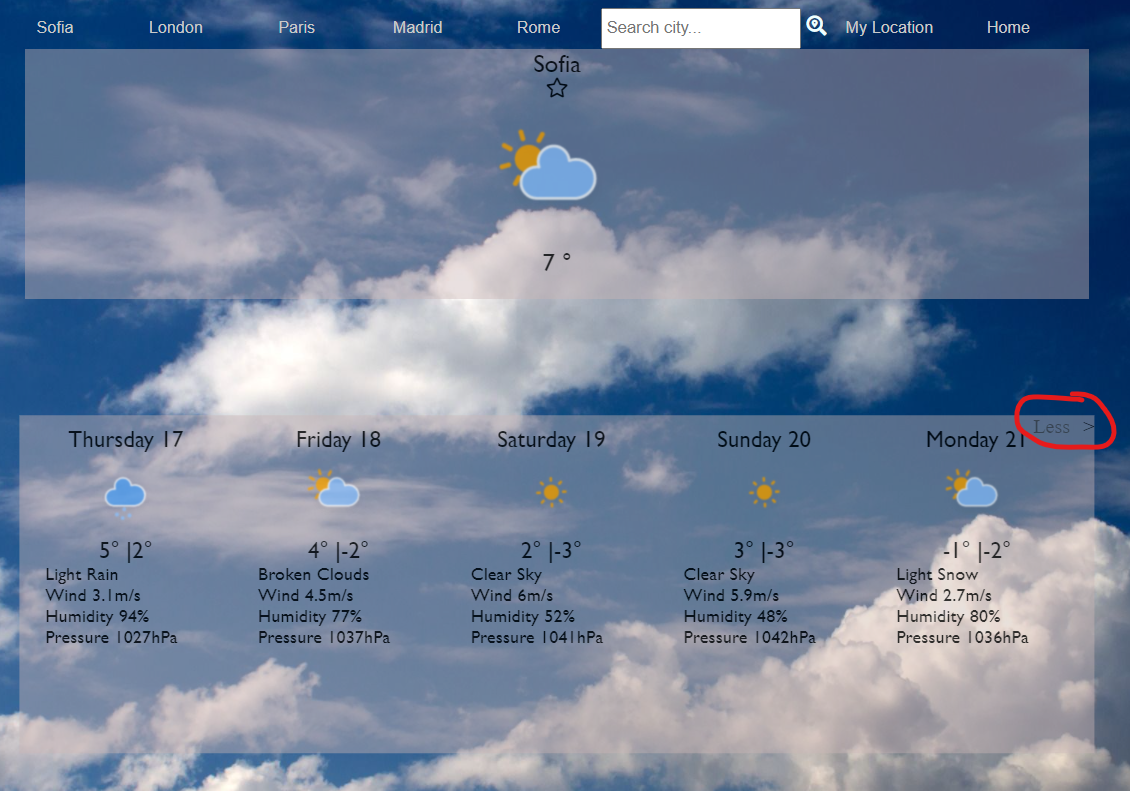 Sofia London Paris Madrid Rome Search city... My Location Home
Sofia
7 °
Less >
Thursday 17 Friday 18 Saturday 19 Sunday 20 Monday 21
5° |2° 4° |-2° 2° |-3° 3° |-3° -1° |-2°
Light Rain Broken Clouds Clear Sky Clear Sky Light Snow
Wind 3.1m/s Wind 4.5m/s Wind 6m/s Wind 5.9m/s Wind 2.7m/s
Humidity 94% Humidity 77% Humidity 52% Humidity 48% Humidity 80%
Pressure 1027hPa Pressure 1037hPa Pressure 1041hPa Pressure 1042hPa Pressure 1036hPa